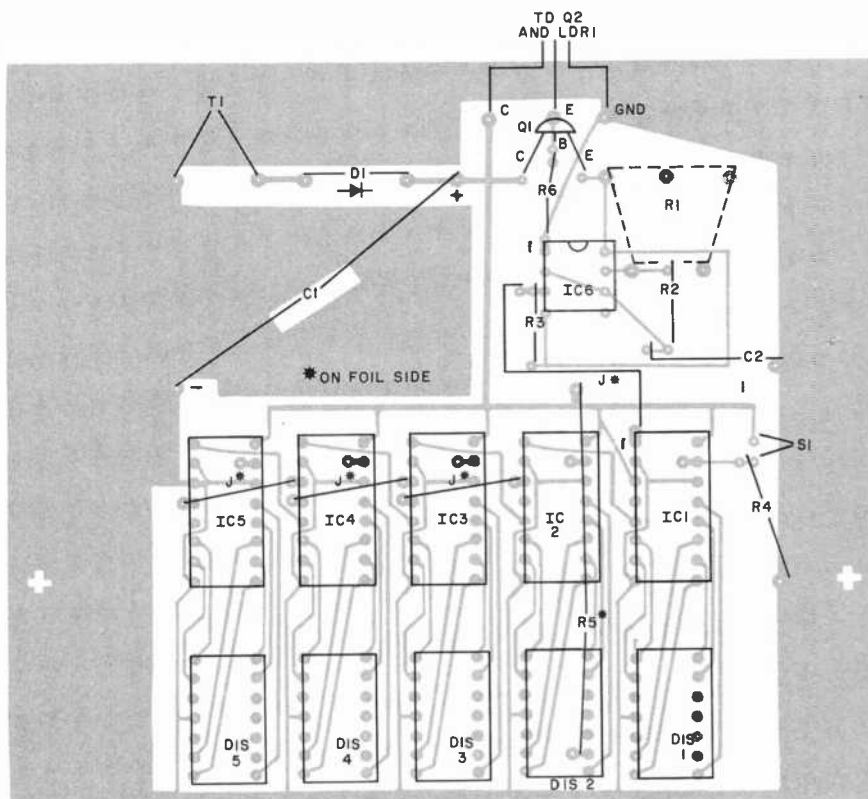 TD Q2
AND LDR1
C
E
GND
T1
Q1
B
C
E
D1
+
R6
R1
C1
IC6
R2
R3
C2
-
*ON FOIL SIDE
J*
1
S1
J*
J*
J*
IC5
IC4
IC3
IC
2
IC1
R4
R5*
DIS
5
DIS
4
DIS
3
DIS 2
DIS
1